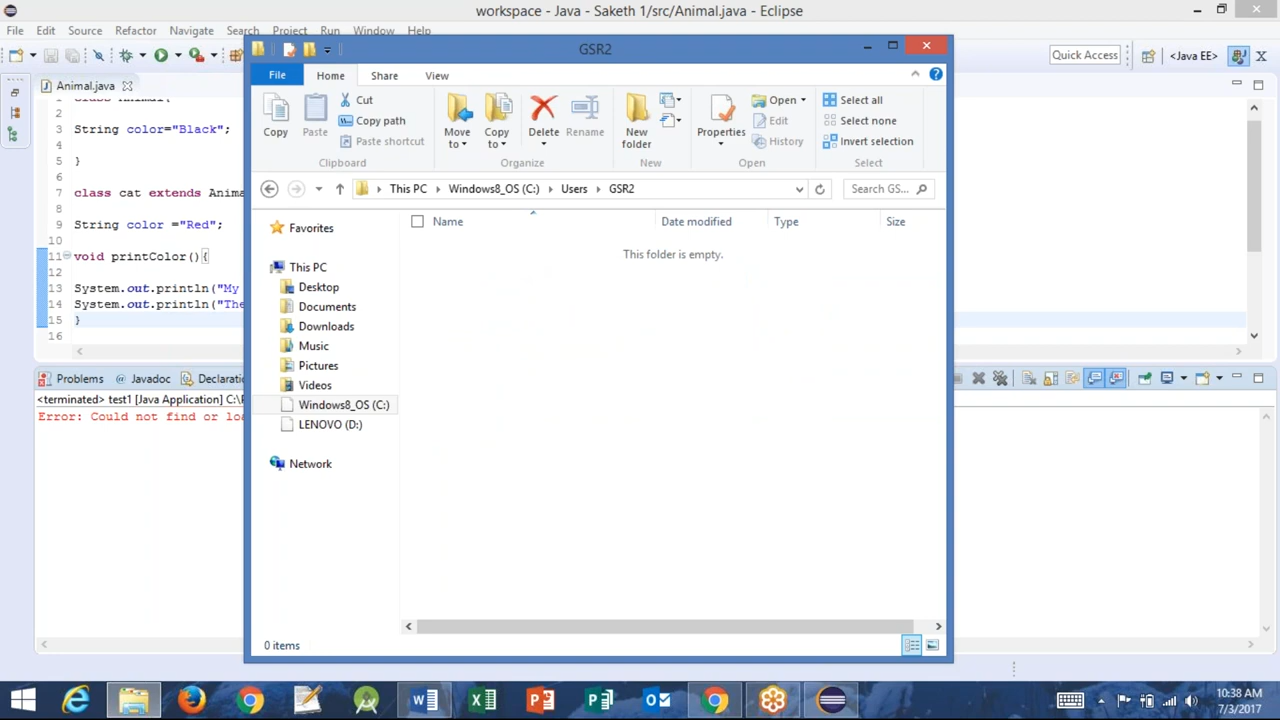 workspace - Java - Saketh 1/src/Animal.java - Eclipse
File Edit Source Refactor Navigate Search Project Run Window Help
Quick Access
<Java EE>
Animal.java
2
3 String color="Black";
4
5 }
6
7 class cat extends Anima
8
9 String color ="Red";
10
11 void printColor(){
12
13 System.out.println("My
14 System.out.println("The
15 }
16
Problems @ Javadoc Declarati
<terminated> test1 [Java Application] C:\
Error: Could not find or lo
GSR2
File Home Share View
Copy
Paste
Cut
Copy path
Paste shortcut
Clipboard
Move to
Copy to
Delete
Rename
Organize
New folder
New
Properties
Open
Edit
History
Open
Select all
Select none
Invert selection
Select
This PC Windows8_OS (C:) Users GSR2
Search GS...
Name Date modified Type Size
This folder is empty.
Favorites
This PC
Desktop
Documents
Downloads
Music
Pictures
Videos
Windows8_OS (C:)
LENOVO (D:)
Network
0 items
10:38 AM
7/3/2017